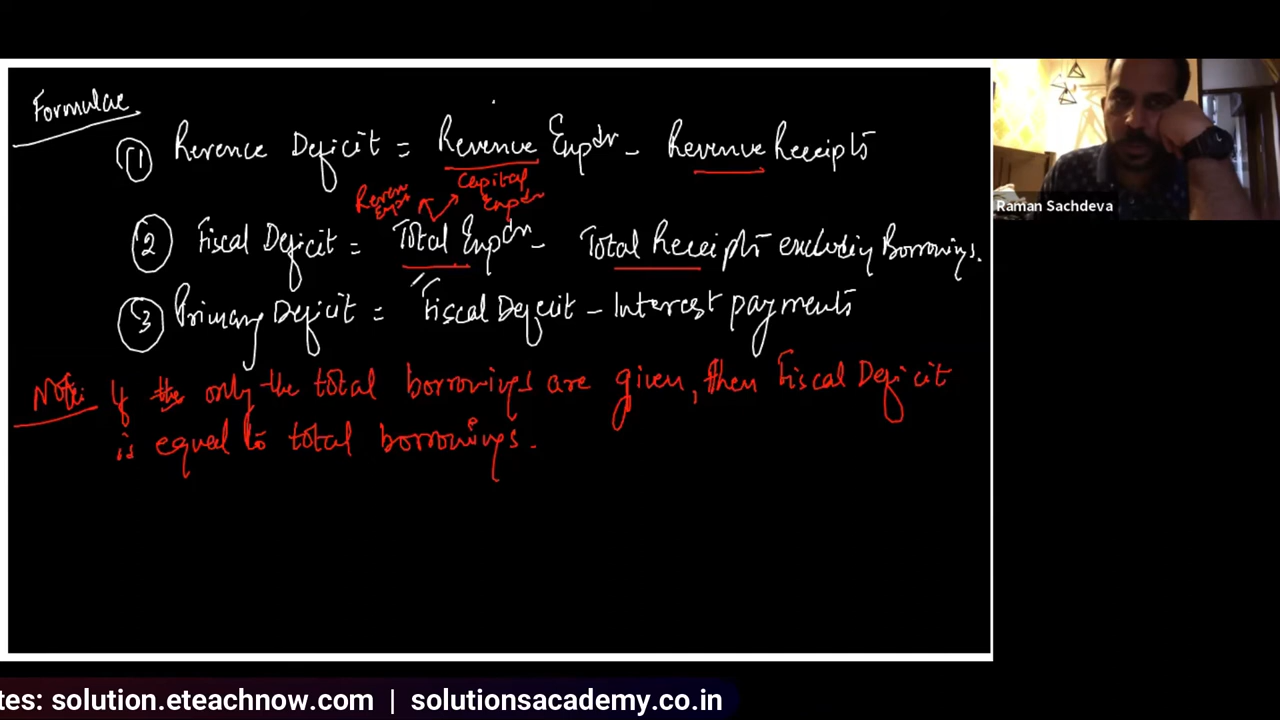 Formulae
① Revenue Deficit = Revenue Expdr - Revenue Receipts
Revenue Expdr Capital Expdr
② Fiscal Deficit = Total Expdr - Total Receipts excluding Borrowings.
③ Primary Deficit = Fiscal Deficit - Interest payments
Note: If the only the total borrowings are given, then Fiscal Deficit
is equal to total borrowings.
Raman Sachdeva
tes: solution.eteachnow.com | solutionsacademy.co.in